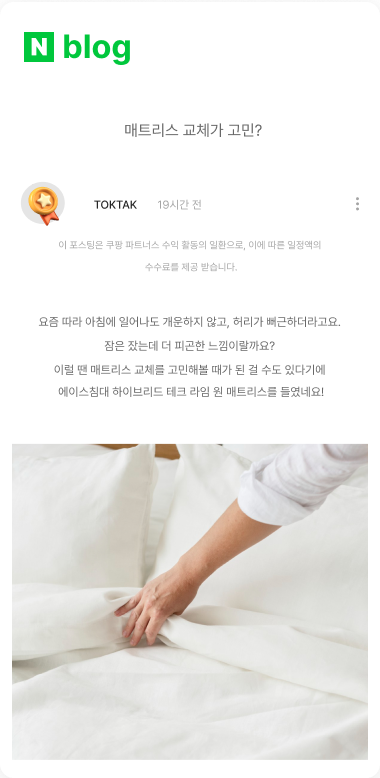 N blog
매트리스 교체가 고민?
TOKTAK 19시간 전
이 포스팅은 쿠팡 파트너스 수익 활동의 일환으로, 이에 따른 일정액의
수수료를 제공 받습니다.
요즘 따라 아침에 일어나도 개운하지 않고, 허리가 뻐근하더라고요.
잠은 잤는데 더 피곤한 느낌이랄까요?
이럴 땐 매트리스 교체를 고민해볼 때가 된 걸 수도 있다기에
에이스침대 하이브리드 테크 라임 원 매트리스를 들였네요!